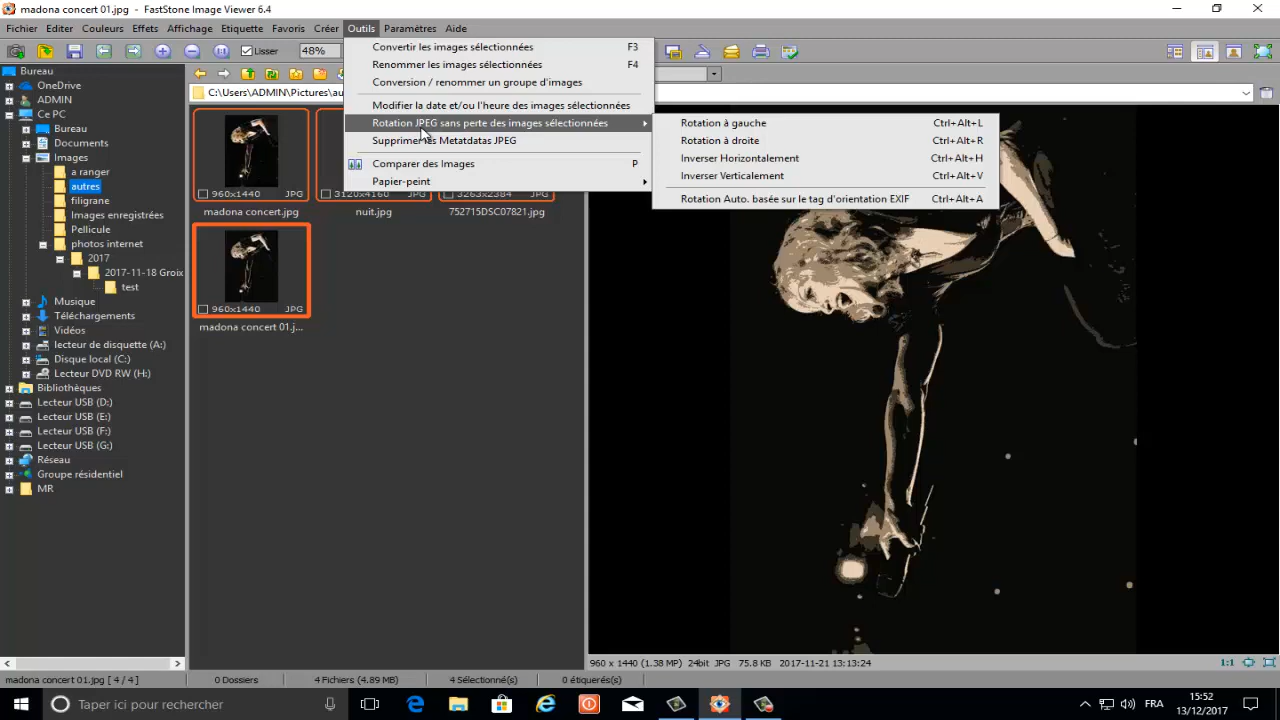 madona concert 01.jpg - FastStone Image Viewer 6.4
Fichier Editer Couleurs Effets Affichage Etiquette Favoris Créer Outils Paramètres Aide
Lisser 48%
C:\Users\ADMIN\Pictures\au
Convertir les images sélectionnées F3
Renommer les images sélectionnées F4
Conversion / renommer un groupe d'images
Modifier la date et/ou l'heure des images sélectionnées
Rotation JPEG sans perte des images sélectionnées
Supprimer les Metatdatas JPEG
Comparer des Images P
Papier-peint
Rotation à gauche Ctrl+Alt+L
Rotation à droite Ctrl+Alt+R
Inverser Horizontalement Ctrl+Alt+H
Inverser Verticalement Ctrl+Alt+V
Rotation Auto. basée sur le tag d'orientation EXIF Ctrl+Alt+A
Bureau
OneDrive
ADMIN
Ce PC
Bureau
Documents
Images
a ranger
autres
filigrane
Images enregistrées
Pellicule
photos internet
2017
2017-11-18 Groix
test
Musique
Téléchargements
Vidéos
lecteur de disquette (A:)
Disque local (C:)
Lecteur DVD RW (H:)
Bibliothèques
Lecteur USB (D:)
Lecteur USB (E:)
Lecteur USB (F:)
Lecteur USB (G:)
Réseau
Groupe résidentiel
MR
960x1440 JPG
3120x4160 JPG
3263x2384 JPG
madona concert.jpg
nuit.jpg
752715DSC07821.jpg
960x1440 JPG
madona concert 01.j...
960 x 1440 (1.38 MP) 24bit JPG 75.8 KB 2017-11-21 13:13:24
1:1
madona concert 01.jpg [ 4 / 4 ]
0 Dossiers
4 Fichiers (4.89 MB)
4 Sélectionné(s)
0 étiqueté(s)
Taper ici pour rechercher
FRA
15:52
13/12/2017